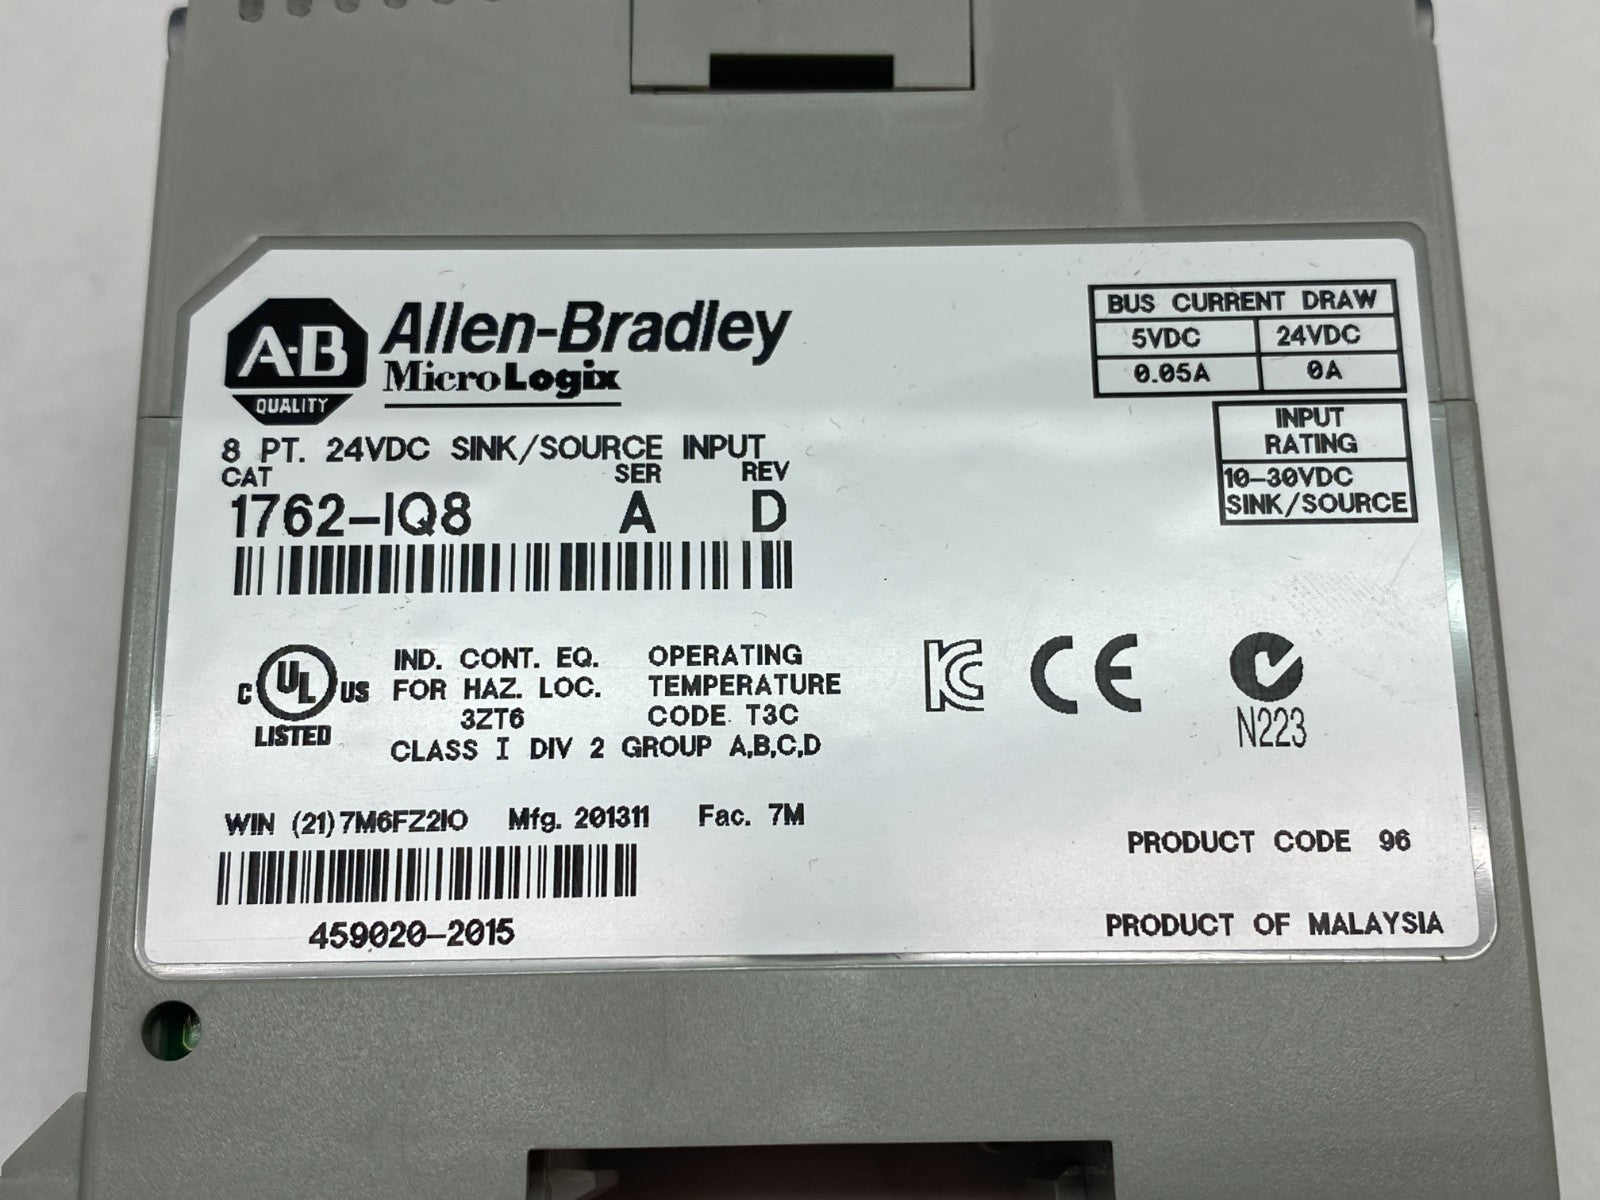 A-B
QUALITY
Allen-Bradley
MicroLogix
8 PT. 24VDC SINK/SOURCE INPUT
CAT SER REV
1762-IQ8 A D
BUS CURRENT DRAW
5VDC 24VDC
0.05A 0A
INPUT
RATING
10-30VDC
SINK/SOURCE
C UL US
LISTED
IND. CONT. EQ.
FOR HAZ. LOC.
3ZT6
OPERATING
TEMPERATURE
CODE T3C
CLASS I DIV 2 GROUP A,B,C,D
KC CE
N223
WIN (21) 7M6FZ2IO Mfg. 201311 Fac. 7M
459020-2015
PRODUCT CODE 96
PRODUCT OF MALAYSIA